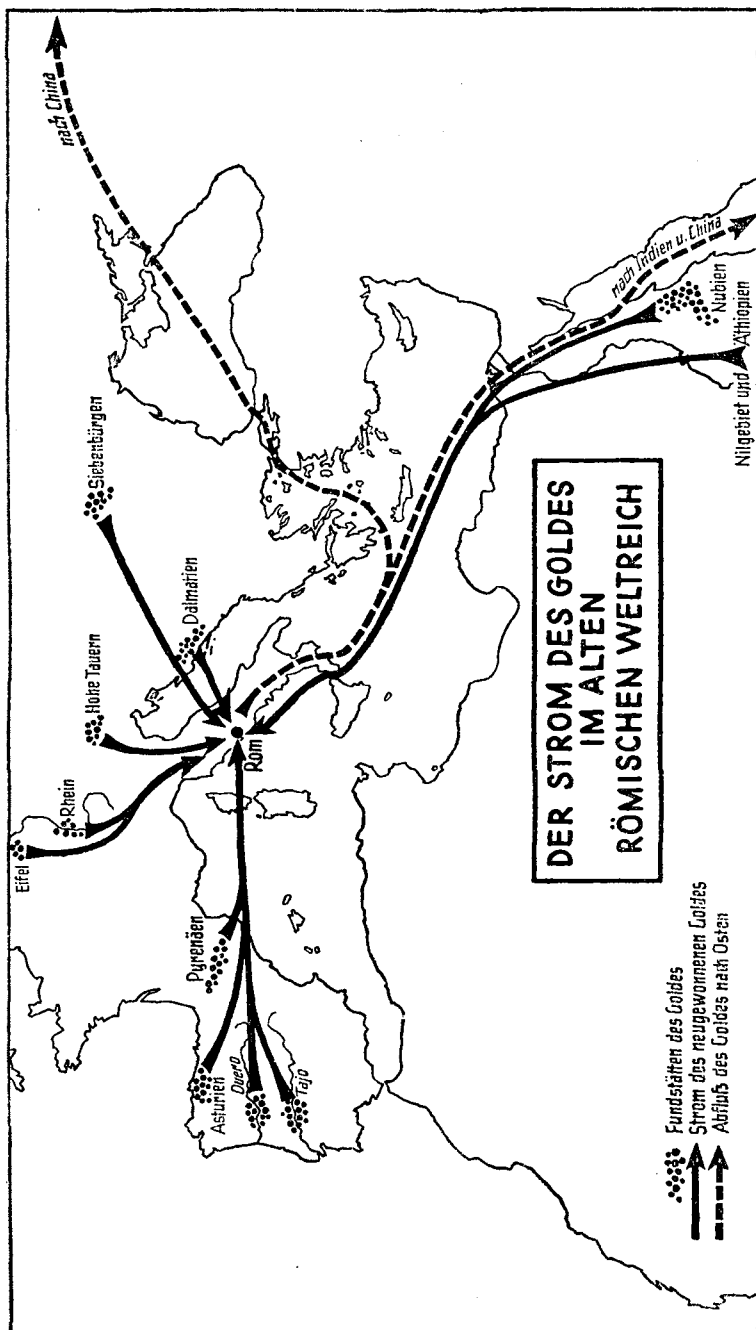 DER STROM DES GOLDES
IM ALTEN
RÖMISCHEN WELTREICH
nach China
Siebenbürgen
Dalmatien
Hohe Tauern
Rhein
Eifel
Rom
Pyrenäen
Asturien
Duero
Tajo
nach Indien u. China
Nubien
Nilgebiet und Äthiopien
Fundstätten des Goldes
Strom des neugewonnenen Goldes
Abfluß des Goldes nach Osten